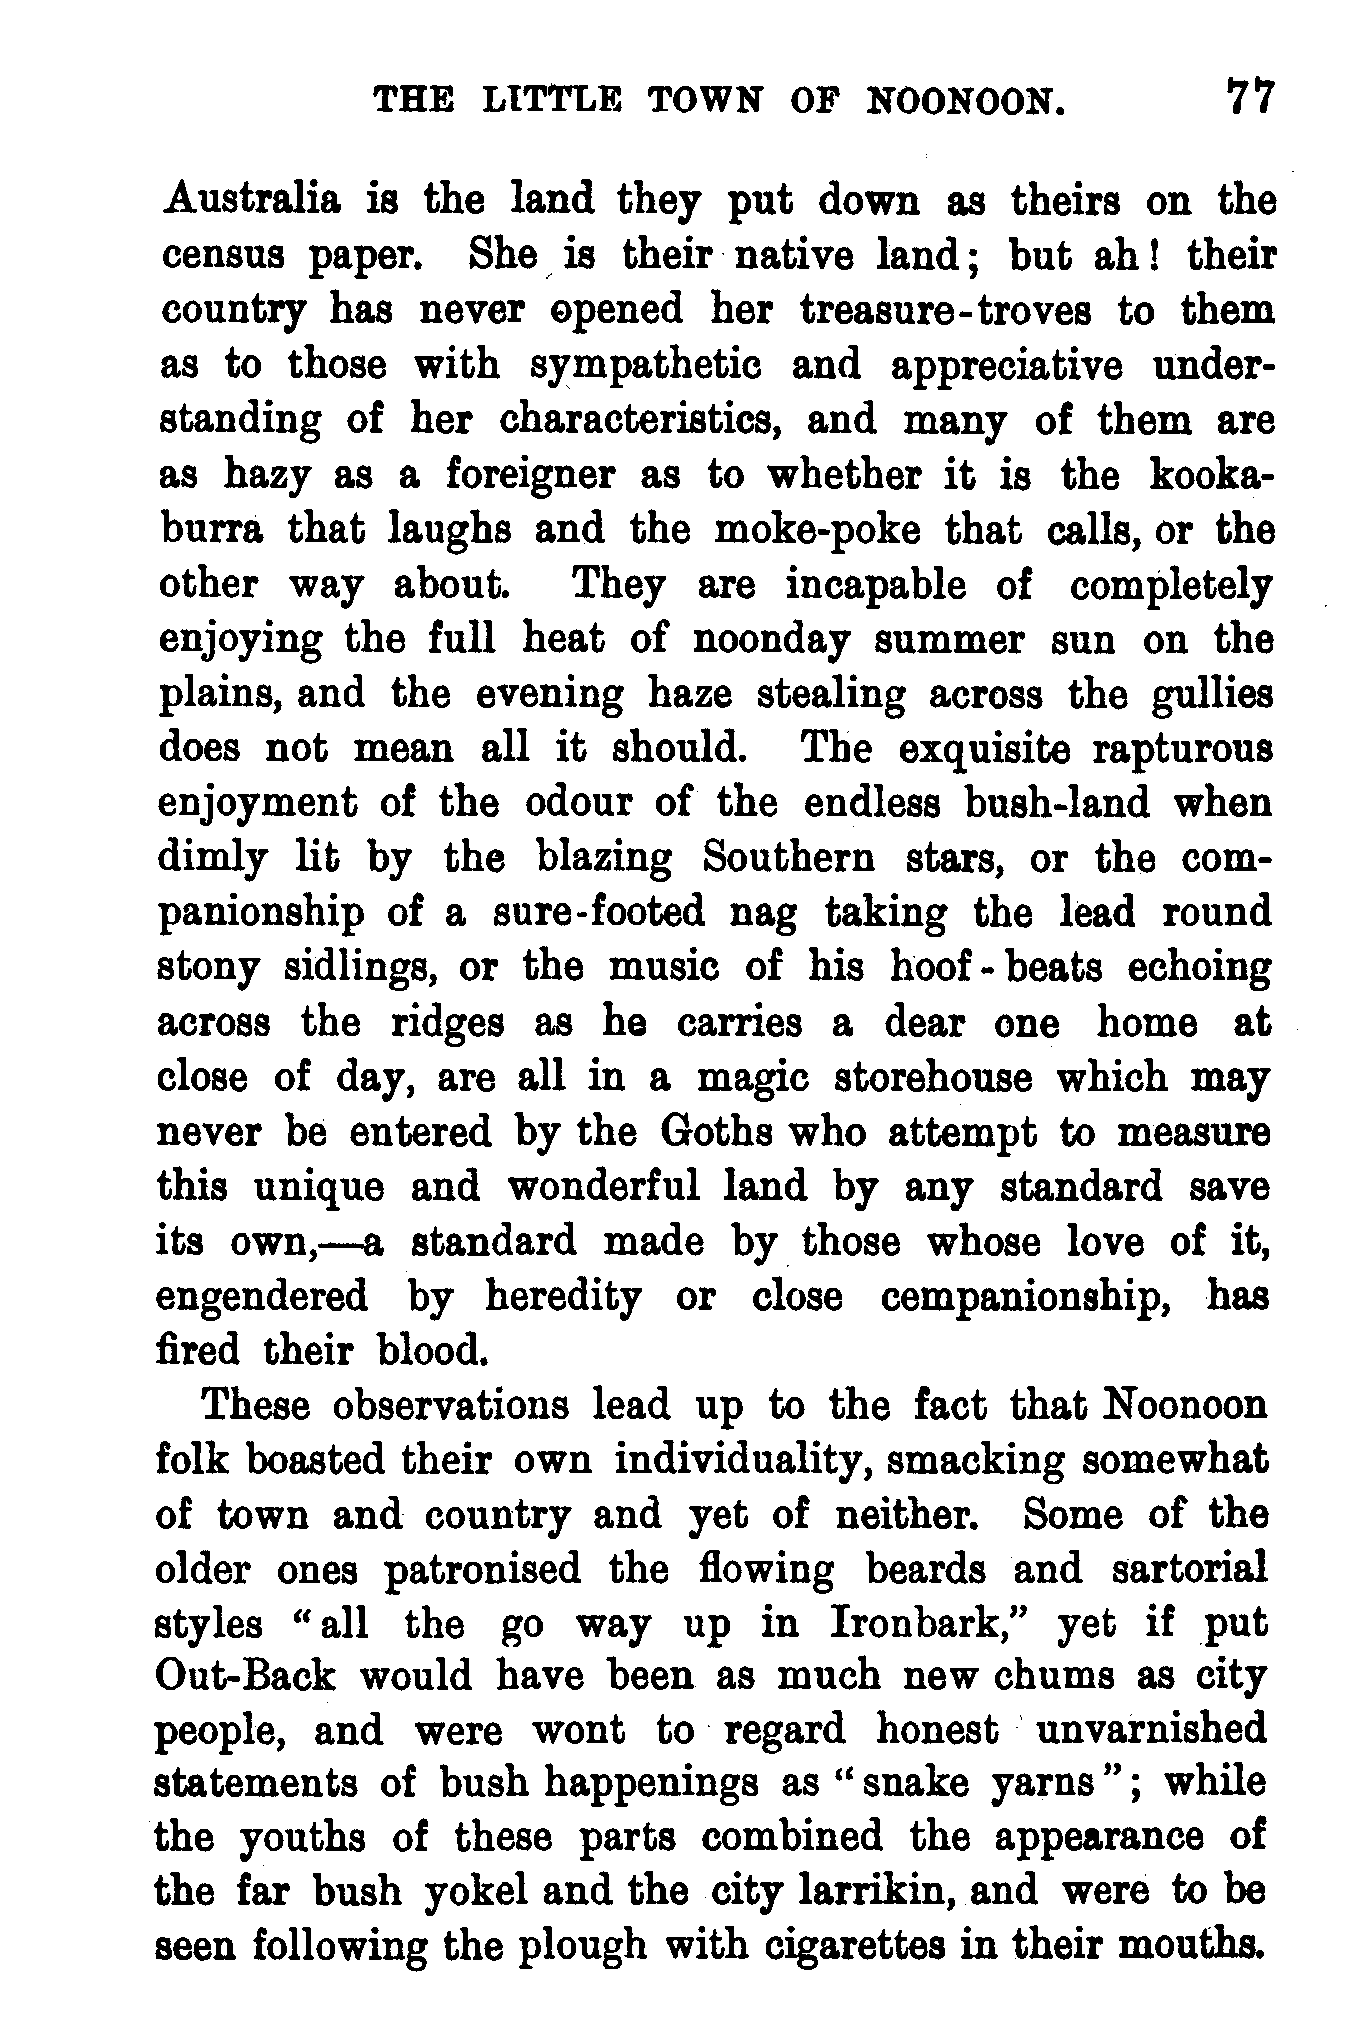 THE LITTLE TOWN OF NOONOON. 77
Australia is the land they put down as theirs on the
census paper. She is their native land; but ah! their
country has never opened her treasure-troves to them
as to those with sympathetic and appreciative under-
standing of her characteristics, and many of them are
as hazy as a foreigner as to whether it is the kooka-
burra that laughs and the moke-poke that calls, or the
other way about. They are incapable of completely
enjoying the full heat of noonday summer sun on the
plains, and the evening haze stealing across the gullies
does not mean all it should. The exquisite rapturous
enjoyment of the odour of the endless bush-land when
dimly lit by the blazing Southern stars, or the com-
panionship of a sure-footed nag taking the lead round
stony sidlings, or the music of his hoof-beats echoing
across the ridges as he carries a dear one home at
close of day, are all in a magic storehouse which may
never be entered by the Goths who attempt to measure
this unique and wonderful land by any standard save
its own,—a standard made by those whose love of it,
engendered by heredity or close cempanionship, has
fired their blood.
These observations lead up to the fact that Noonoon
folk boasted their own individuality, smacking somewhat
of town and country and yet of neither. Some of the
older ones patronised the flowing beards and sartorial
styles “all the go way up in Ironbark,” yet if put
Out-Back would have been as much new chums as city
people, and were wont to regard honest unvarnished
statements of bush happenings as “snake yarns”; while
the youths of these parts combined the appearance of
the far bush yokel and the city larrikin, and were to be
seen following the plough with cigarettes in their mouths.